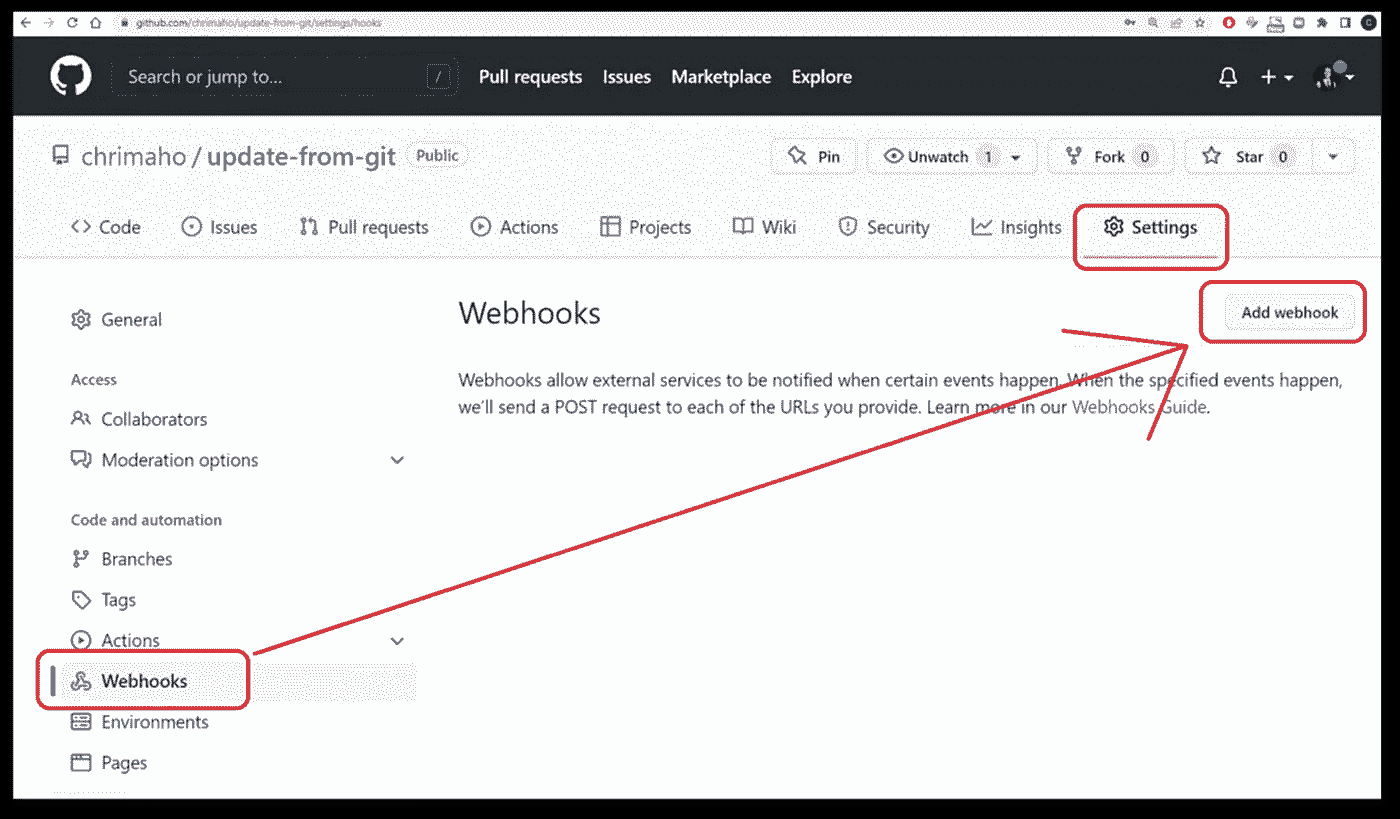 github.com/chrimaho/update-from-git/settings/hooks
Search or jump to... /
Pull requests Issues Marketplace Explore
chrimaho / update-from-git Public
Pin Unwatch 1 Fork 0 Star 0
Code Issues Pull requests Actions Projects Wiki Security Insights Settings
General
Access
Collaborators
Moderation options
Code and automation
Branches
Tags
Actions
Webhooks
Environments
Pages
Webhooks
Add webhook
Webhooks allow external services to be notified when certain events happen. When the specified events happen,
we'll send a POST request to each of the URLs you provide. Learn more in our Webhooks Guide.